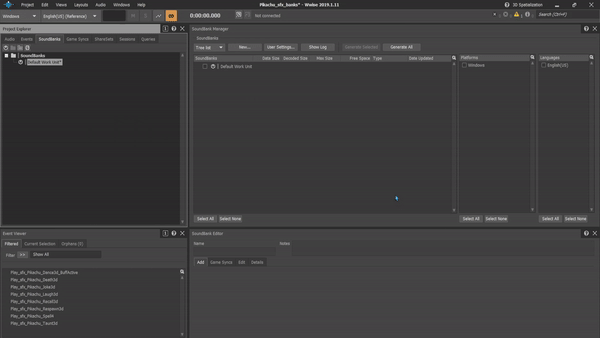 Pikachu_sfx_banks* - Wwise 2019.1.11
Project Edit Views Layouts Audio Windows Help
3D Spatialization
Windows English(US) (Reference)
0:00:00.000 Not connected
Search (Ctrl+Shift+F)
Project Explorer
Audio Events SoundBanks Game Syncs ShareSets Sessions Queries
SoundBanks
Default Work Unit*
SoundBank Manager
SoundBanks
Tree list New... User Settings... Show Log Generate Selected Generate All
SoundBanks Data Size Decoded Size Max Size Free Space Type Date Updated
Default Work Unit
Platforms
Windows
Languages
English(US)
Select All Select None
Select All Select None
Select All Select None
Event Viewer
Filtered Current Selection Orphans (0)
Filter >> Show All
Play_sfx_Pikachu_Dance3d_BuffActive
Play_sfx_Pikachu_Death3d
Play_sfx_Pikachu_Joke3d
Play_sfx_Pikachu_Laugh3d
Play_sfx_Pikachu_Recall3d
Play_sfx_Pikachu_Respawn3d
Play_sfx_Pikachu_Spell4
Play_sfx_Pikachu_Taunt3d
SoundBank Editor
Name Notes
Add Game Syncs Edit Details